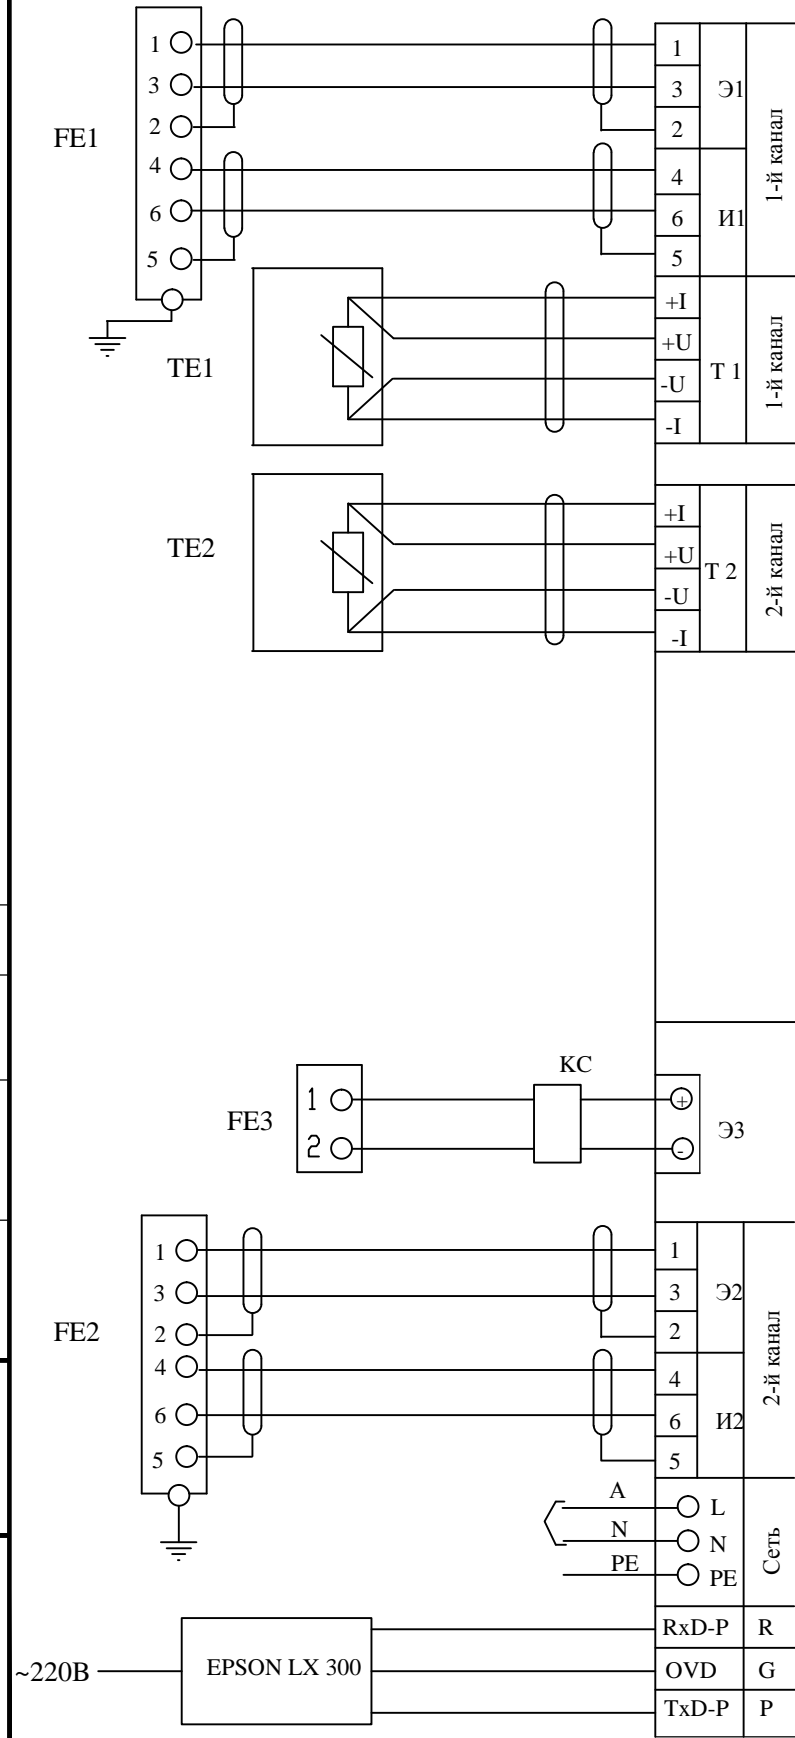 FE1
1
3
2
4
6
5
1
3
2
Э1
4
6
5
И1
1-й канал
TE1
+I
+U
-U
-I
T 1
1-й канал
TE2
+I
+U
-U
-I
T 2
2-й канал
FE3
1
2
KC
+
-
Э3
FE2
1
3
2
4
6
5
1
3
2
Э2
4
6
5
И2
2-й канал
A
N
PE
L
N
PE
Сеть
~220В
EPSON LX 300
RxD-P
R
OVD
G
TxD-P
P